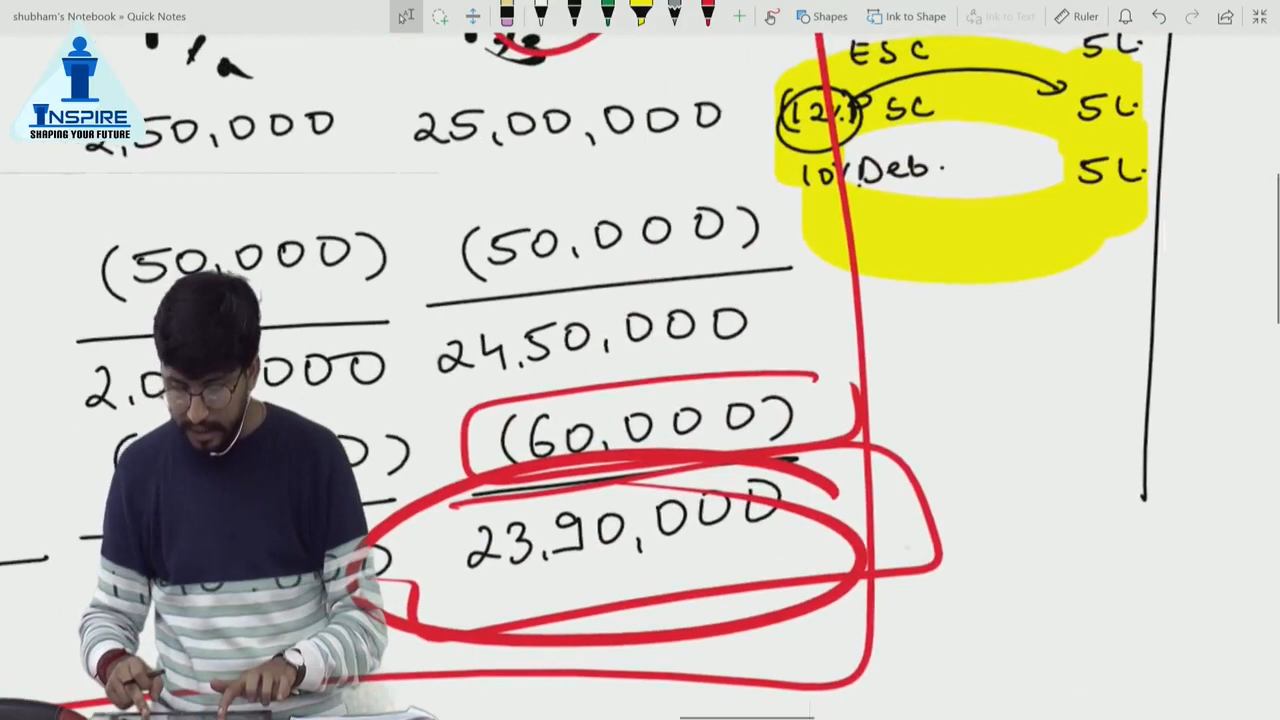 shubham's Notebook » Quick Notes
Shapes Ink to Shape Ink to Text Ruler
INSPIRE
SHAPING YOUR FUTURE
ESC 5L
(12%) P SC 5L.
10% Deb. 5L.
2,50,000 25,00,000
(50,000) (50,000)
000 24,50,000
(60,000)
23,90,000